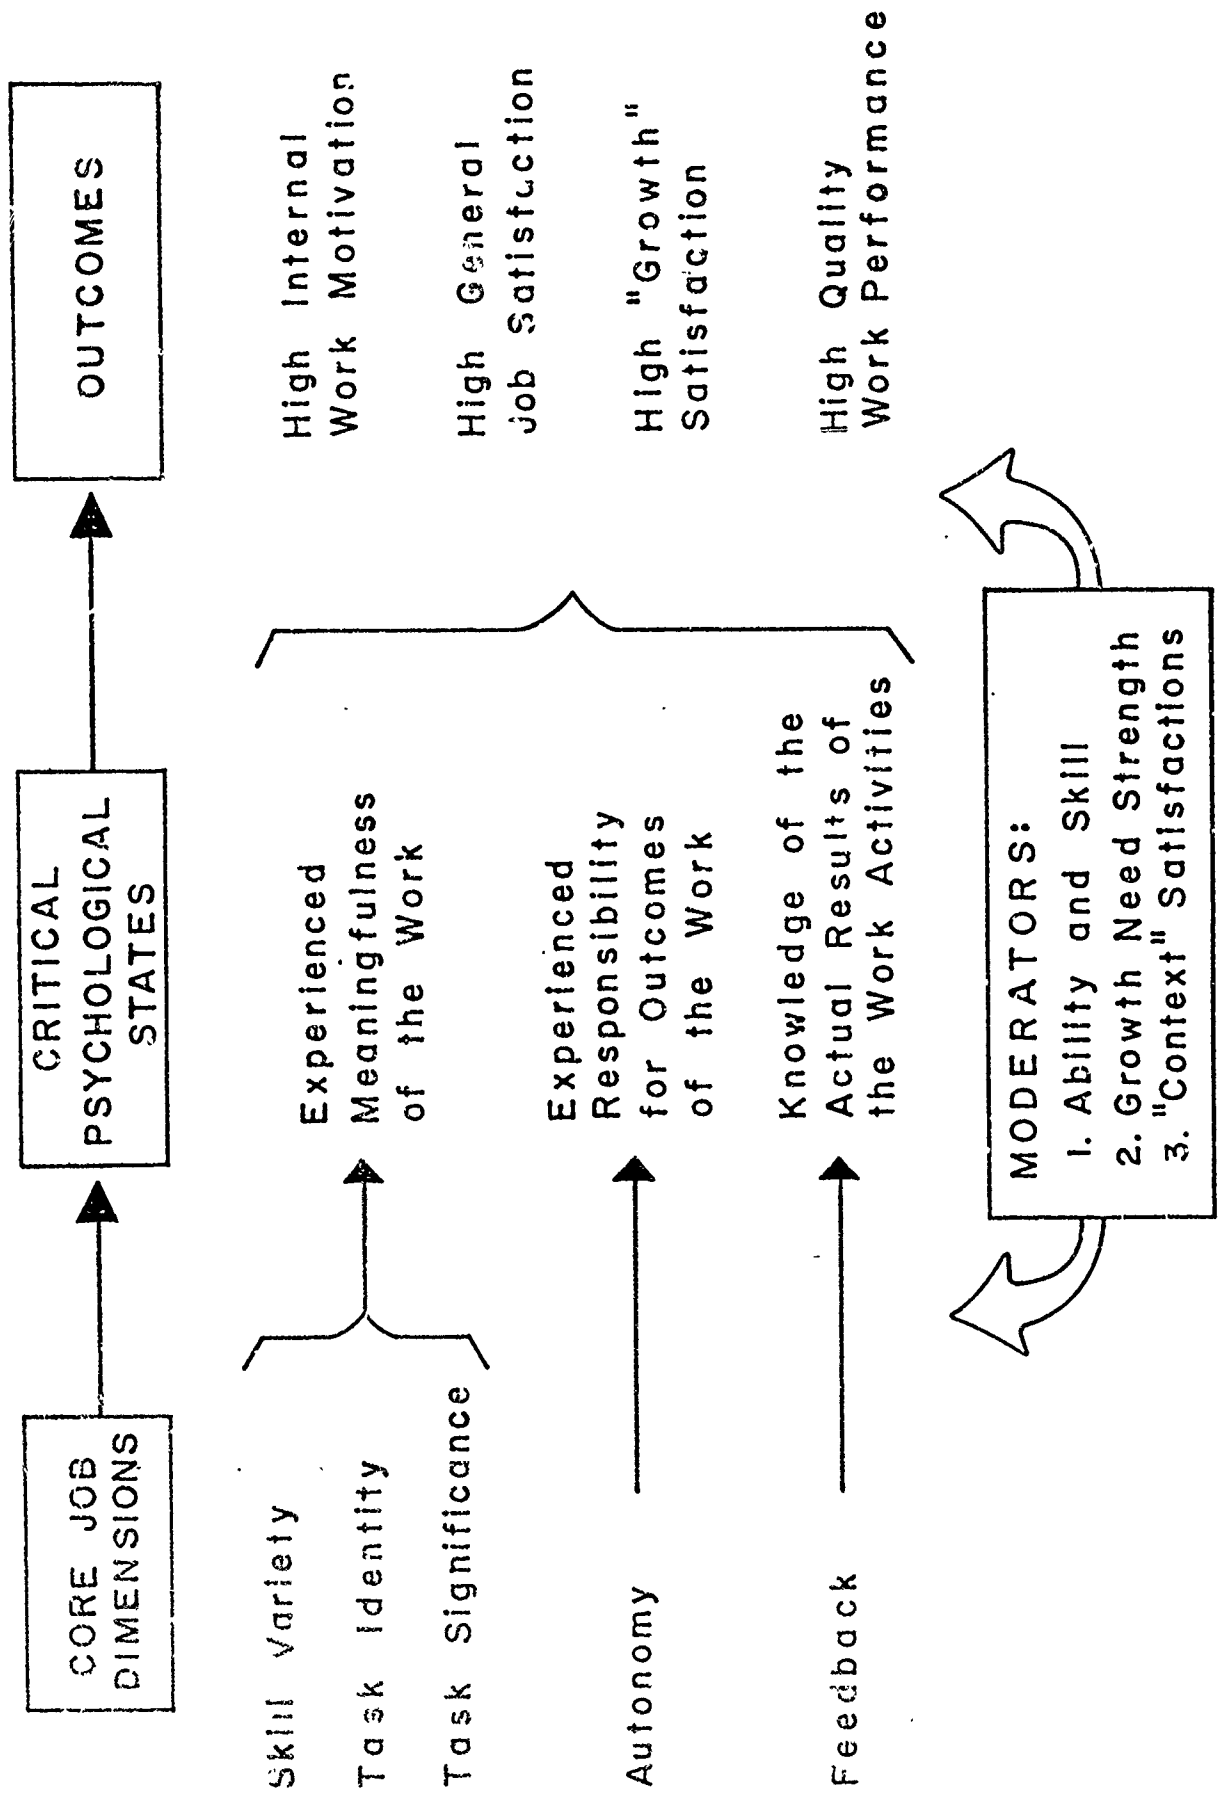 CORE JOB
DIMENSIONS
CRITICAL
PSYCHOLOGICAL
STATES
OUTCOMES
Skill Variety
Task Identity
Task Significance
Autonomy
Feedback
Experienced
Meaningfulness
of the Work
Experienced
Responsibility
for Outcomes
of the Work
Knowledge of the
Actual Results of
the Work Activities
High Internal
Work Motivation
High General
Job Satisfaction
High "Growth"
Satisfaction
High Quality
Work Performance
MODERATORS:
1. Ability and Skill
2. Growth Need Strength
3. "Context" Satisfactions